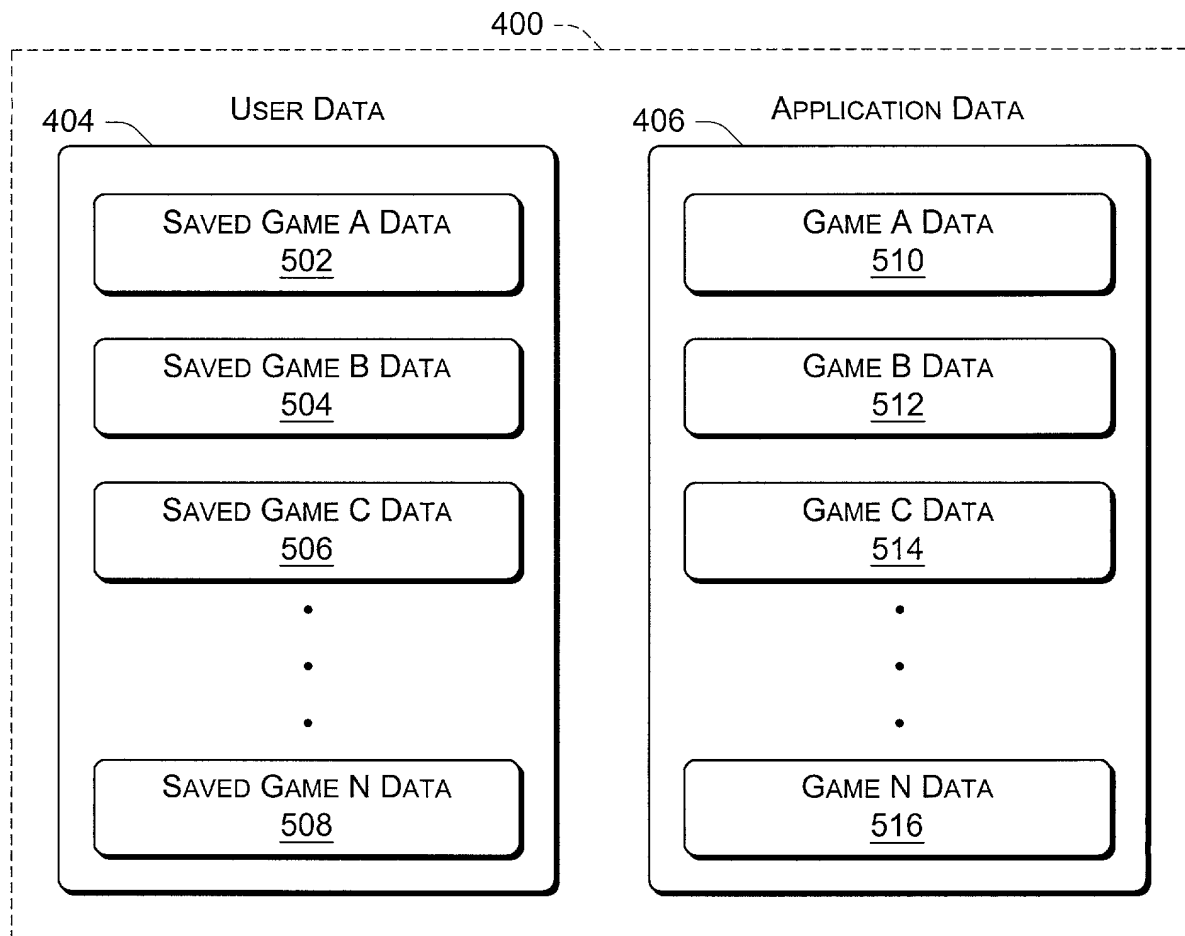 400
USER DATA
404
SAVED GAME A DATA
502
SAVED GAME B DATA
504
SAVED GAME C DATA
506
SAVED GAME N DATA
508
APPLICATION DATA
406
GAME A DATA
510
GAME B DATA
512
GAME C DATA
514
GAME N DATA
516